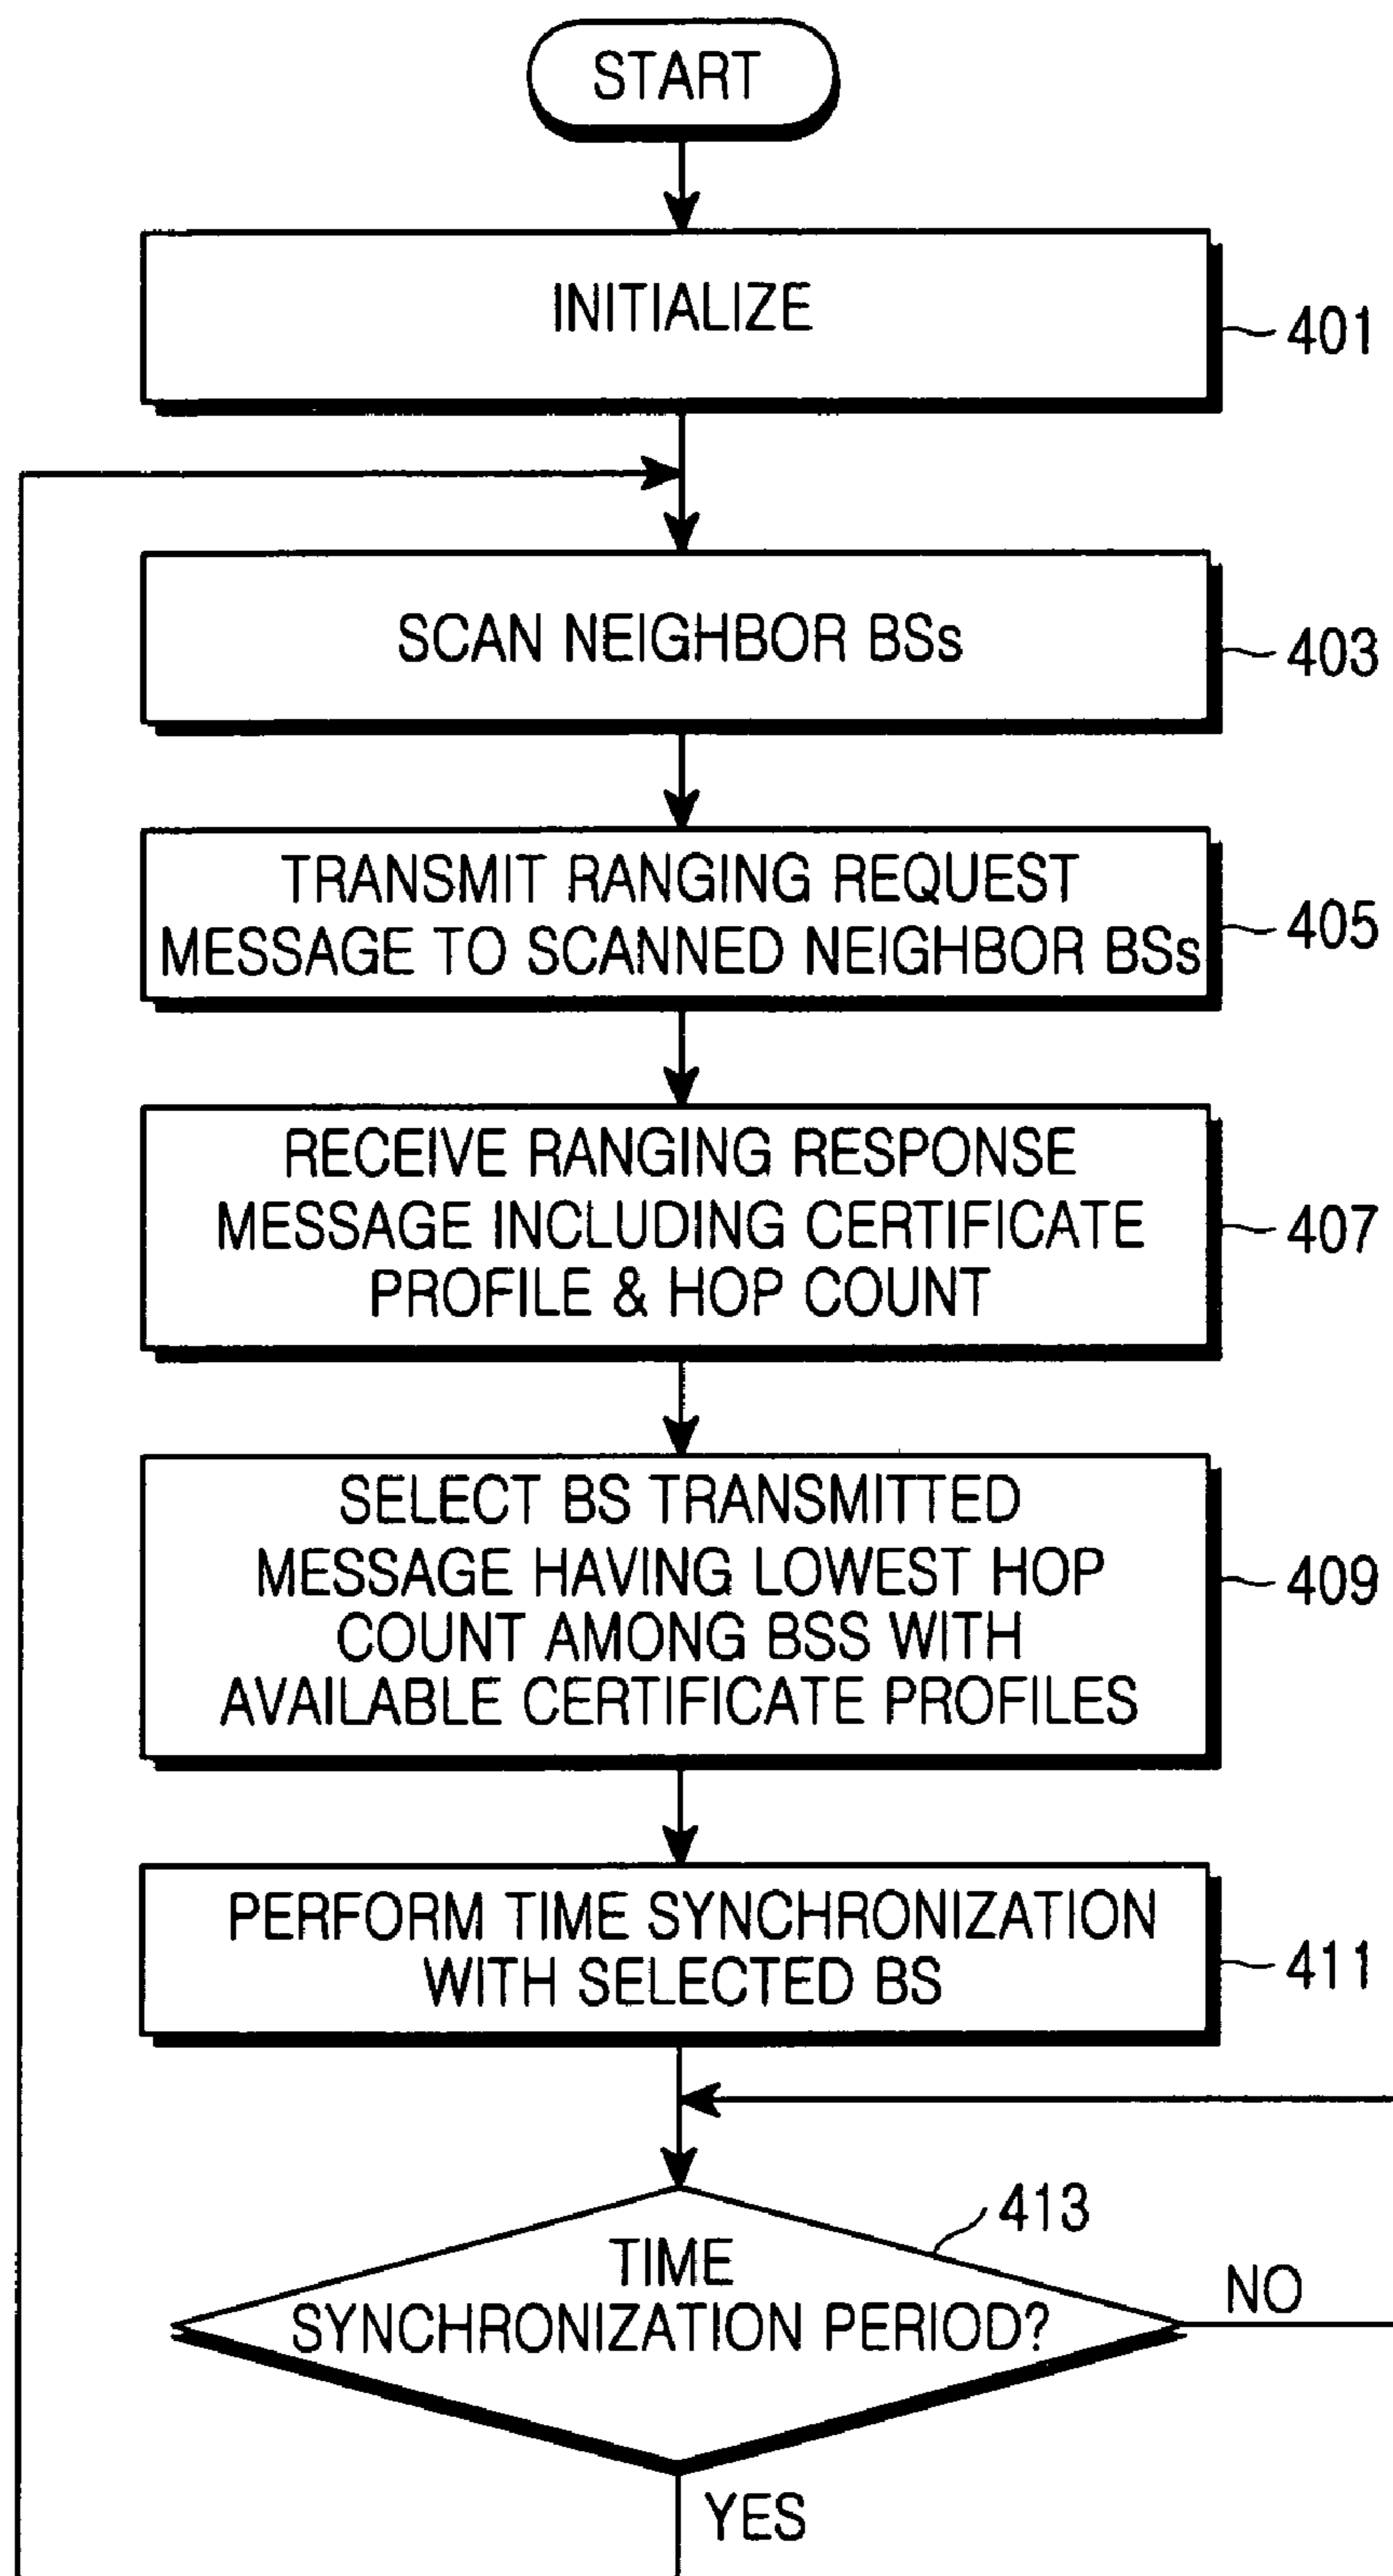 START
INITIALIZE
401
SCAN NEIGHBOR BSs
403
TRANSMIT RANGING REQUEST
MESSAGE TO SCANNED NEIGHBOR BSs
405
RECEIVE RANGING RESPONSE
MESSAGE INCLUDING CERTIFICATE
PROFILE & HOP COUNT
407
SELECT BS TRANSMITTED
MESSAGE HAVING LOWEST HOP
COUNT AMONG BSS WITH
AVAILABLE CERTIFICATE PROFILES
409
PERFORM TIME SYNCHRONIZATION
WITH SELECTED BS
411
413
TIME
SYNCHRONIZATION PERIOD?
NO
YES